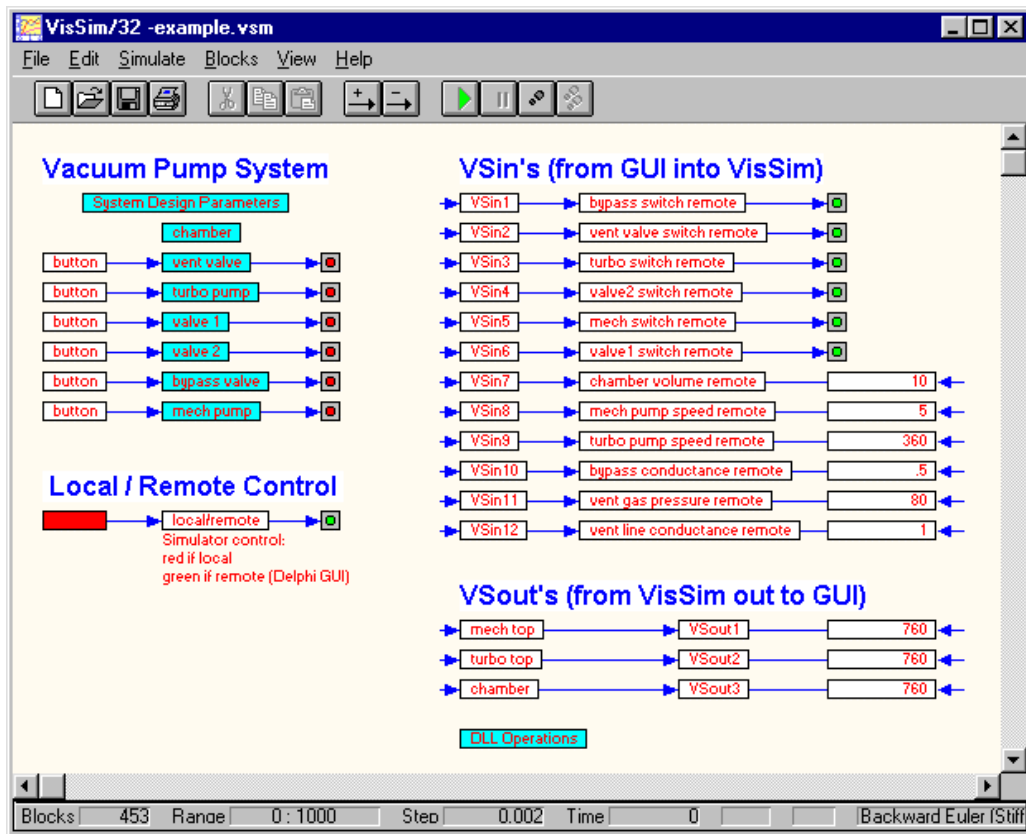 VisSim/32 -example.vsm
File Edit Simulate Blocks View Help
Vacuum Pump System
System Design Parameters
chamber
button vent valve
button turbo pump
button valve 1
button valve 2
button bypass valve
button mech pump
Local / Remote Control
local/remote
Simulator control:
red if local
green if remote (Delphi GUI)
VSin's (from GUI into VisSim)
VSin1 bypass switch remote
VSin2 vent valve switch remote
VSin3 turbo switch remote
VSin4 valve2 switch remote
VSin5 mech switch remote
VSin6 valve1 switch remote
VSin7 chamber volume remote 10
VSin8 mech pump speed remote 5
VSin9 turbo pump speed remote 360
VSin10 bypass conductance remote .5
VSin11 vent gas pressure remote 80
VSin12 vent line conductance remote 1
VSout's (from VisSim out to GUI)
mech top VSout1 760
turbo top VSout2 760
chamber VSout3 760
DLL Operations
Blocks 453 Range 0 : 1000 Step 0.002 Time 0 Backward Euler (Stiff